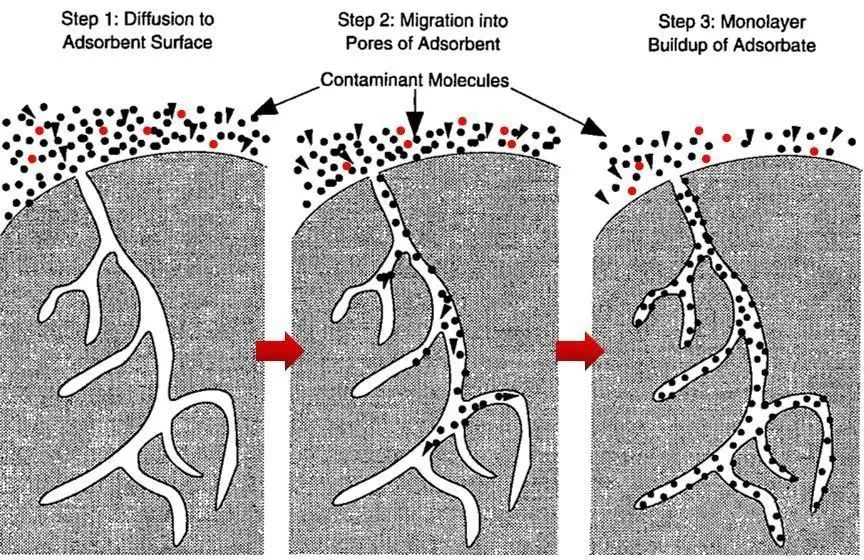 Step 1: Diffusion to
Adsorbent Surface
Step 2: Migration into
Pores of Adsorbent
Step 3: Monolayer
Buildup of Adsorbate
Contaminant Molecules